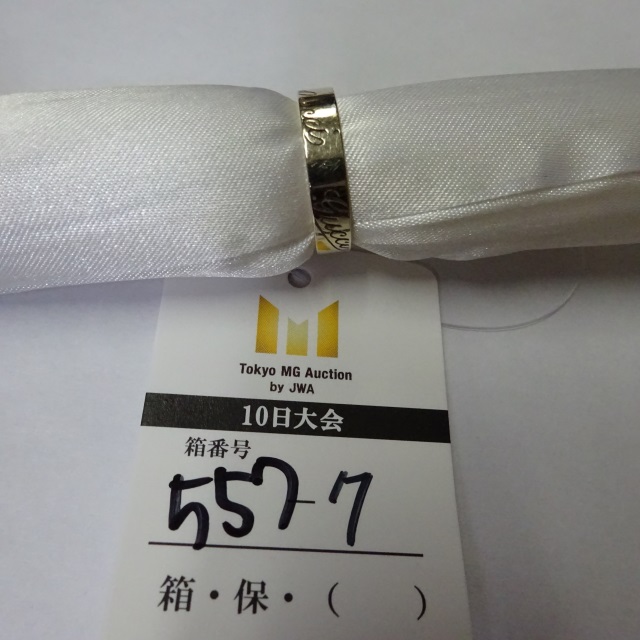 Tokyo MG Auction
by JWA
10日大会
箱番号
557-7
箱・保・（　　）